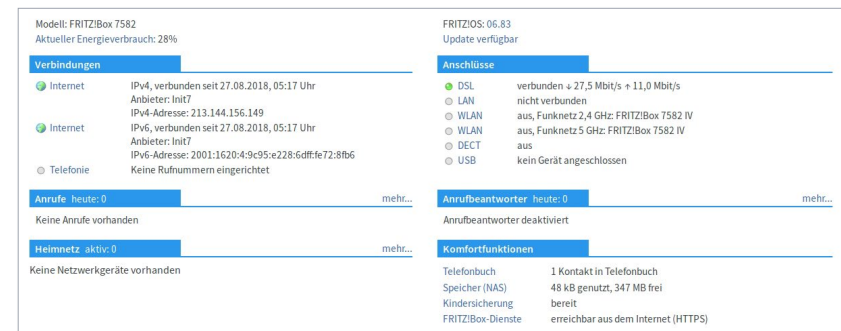 Modell: FRITZ!Box 7582
Aktueller Energieverbrauch: 28%
FRITZ!OS: 06.83
Update verfügbar
Verbindungen
Internet IPv4, verbunden seit 27.08.2018, 05:17 Uhr
Anbieter: Init7
IPv4-Adresse: 213.144.156.149
Internet IPv6, verbunden seit 27.08.2018, 05:17 Uhr
Anbieter: Init7
IPv6-Adresse: 2001:1620:4:9c95:e228:6dff:fe72:8fb6
Telefonie Keine Rufnummern eingerichtet
Anschlüsse
DSL verbunden ↓ 27,5 Mbit/s ↑ 11,0 Mbit/s
LAN nicht verbunden
WLAN aus, Funknetz 2,4 GHz: FRITZ!Box 7582 IV
WLAN aus, Funknetz 5 GHz: FRITZ!Box 7582 IV
DECT aus
USB kein Gerät angeschlossen
Anrufe heute: 0 mehr...
Keine Anrufe vorhanden
Anrufbeantworter heute: 0 mehr...
Anrufbeantworter deaktiviert
Heimnetz aktiv: 0 mehr...
Keine Netzwerkgeräte vorhanden
Komfortfunktionen
Telefonbuch 1 Kontakt in Telefonbuch
Speicher (NAS) 48 kB genutzt, 347 MB frei
Kindersicherung bereit
FRITZ!Box-Dienste erreichbar aus dem Internet (HTTPS)